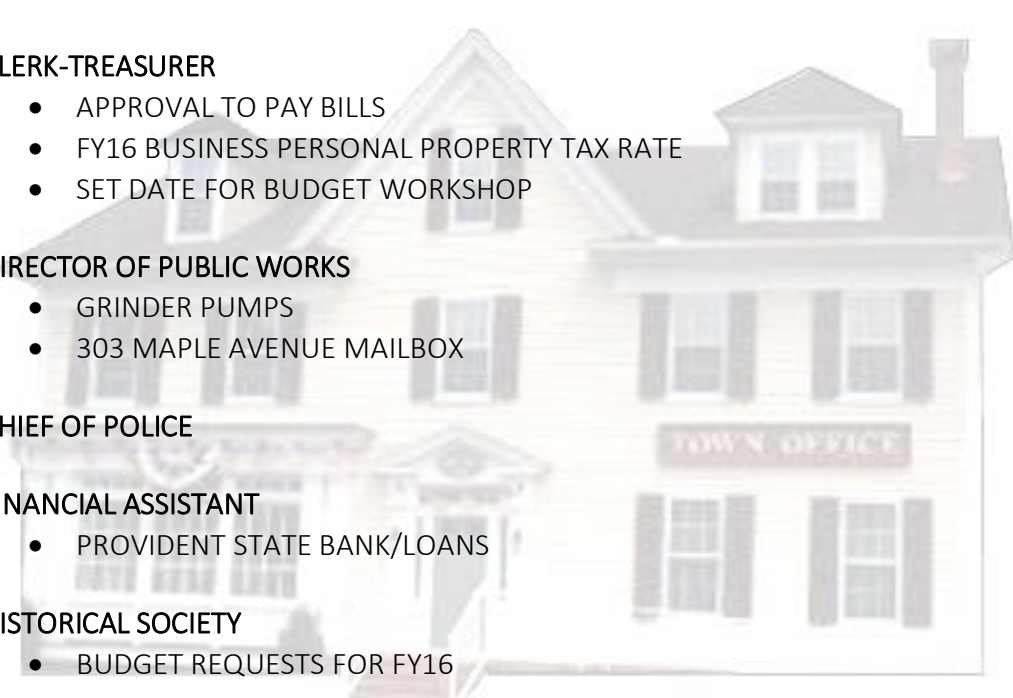 LERK-TREASURER
• APPROVAL TO PAY BILLS
• FY16 BUSINESS PERSONAL PROPERTY TAX RATE
• SET DATE FOR BUDGET WORKSHOP
IRECTOR OF PUBLIC WORKS
• GRINDER PUMPS
• 303 MAPLE AVENUE MAILBOX
HIEF OF POLICE
TOWN OFFICE
NANCIAL ASSISTANT
• PROVIDENT STATE BANK/LOANS
ISTORICAL SOCIETY
• BUDGET REQUESTS FOR FY16